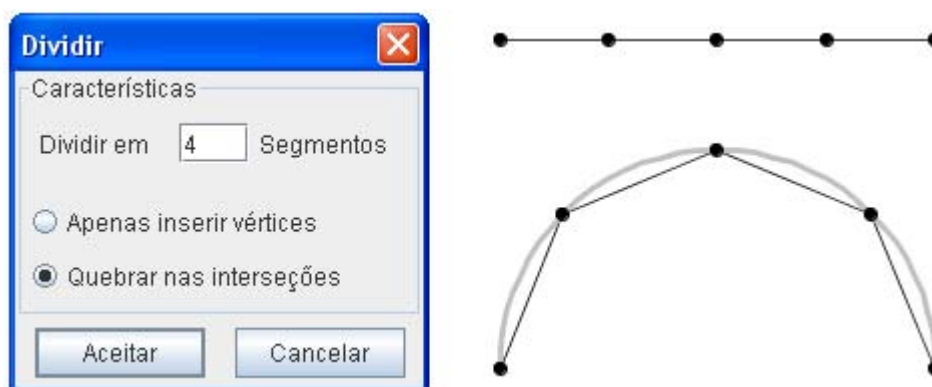 Dividir
Características
Dividir em 4 Segmentos
Apenas inserir vértices
Quebrar nas interseções
Aceitar Cancelar